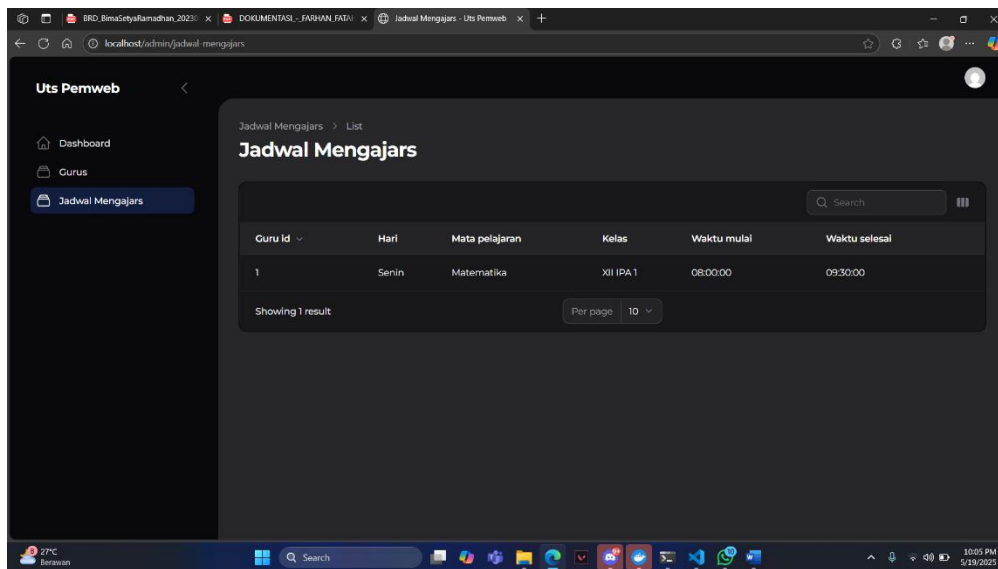 BRD_BimaSetyaRamadhan_20230
DOKUMENTASI_-_FARHAN_FATAI
Jadwal Mengajars - Uts Pemweb
localhost/admin/jadwal-mengajars
Uts Pemweb
Dashboard
Gurus
Jadwal Mengajars
Jadwal Mengajars > List
Jadwal Mengajars
Search
Guru id Hari Mata pelajaran Kelas Waktu mulai Waktu selesai
1 Senin Matematika XII IPA 1 08:00:00 09:30:00
Showing 1 result Per page 10
27°C
Berawan
Search
10:05 PM
5/19/2025